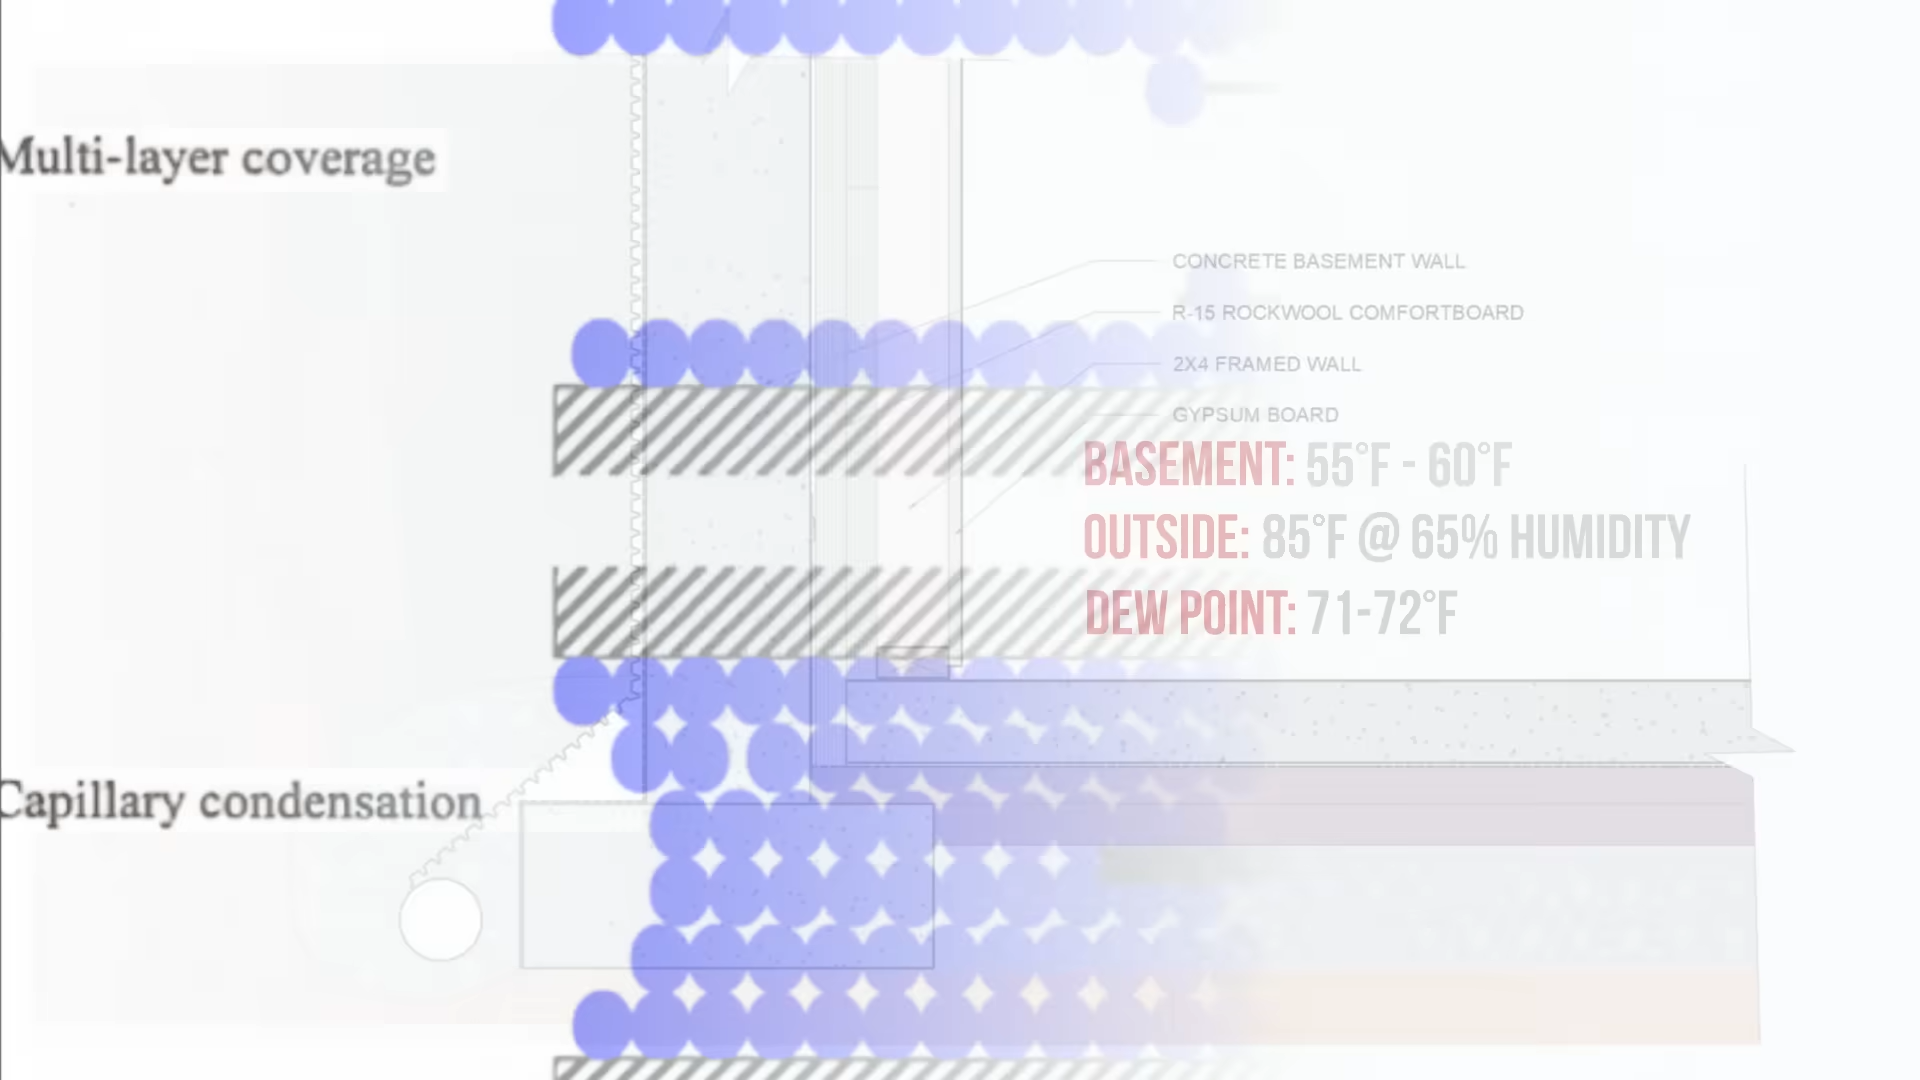 Multi-layer coverage
CONCRETE BASEMENT WALL
R-15 ROCKWOOL COMFORTBOARD
2X4 FRAMED WALL
GYPSUM BOARD
BASEMENT: 55°F - 60°F
OUTSIDE: 85°F @ 65% HUMIDITY
DEW POINT: 71-72°F
Capillary condensation